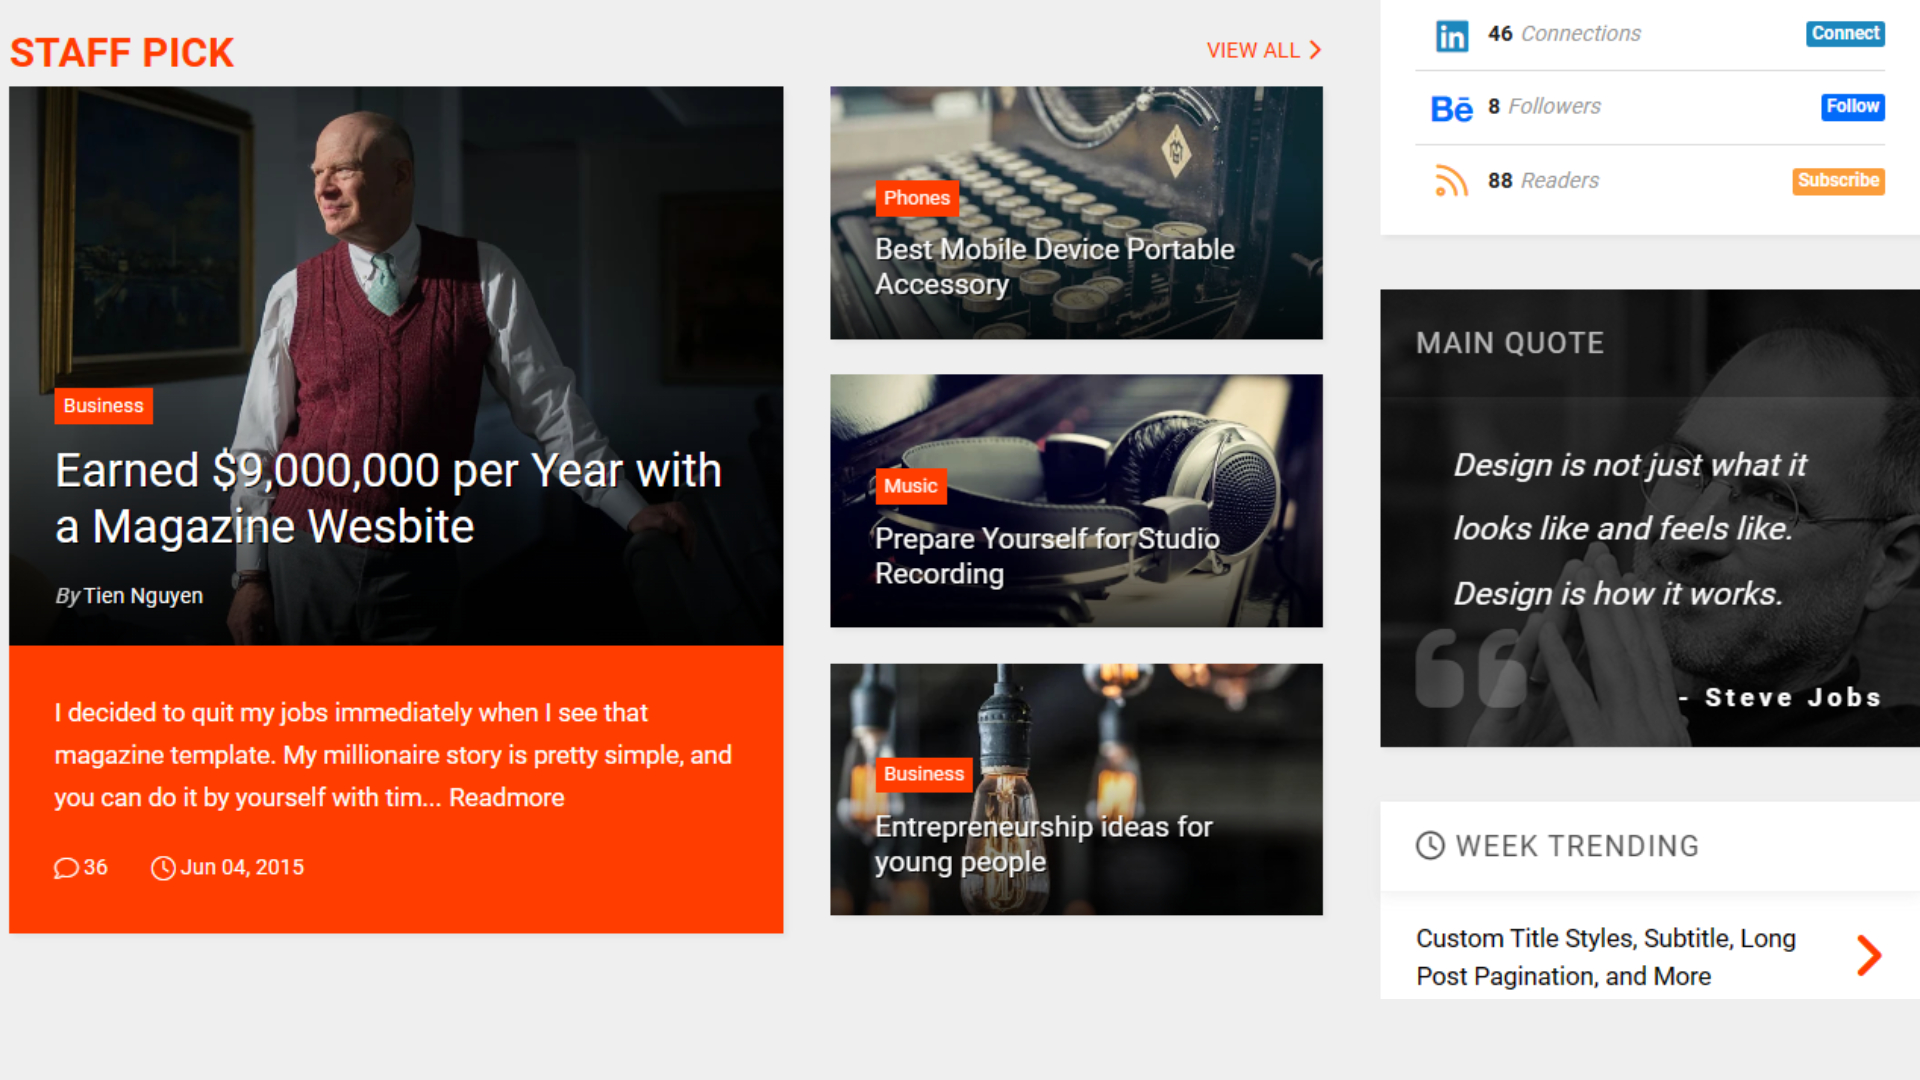 STAFF PICK
VIEW ALL
Business
Earned $9,000,000 per Year with
a Magazine Wesbite
By Tien Nguyen
I decided to quit my jobs immediately when I see that
magazine template. My millionaire story is pretty simple, and
you can do it by yourself with tim... Readmore
36
Jun 04, 2015
Phones
Best Mobile Device Portable
Accessory
Music
Prepare Yourself for Studio
Recording
Business
Entrepreneurship ideas for
young people
in 46 Connections Connect
Bē 8 Followers Follow
88 Readers Subscribe
MAIN QUOTE
Design is not just what it
looks like and feels like.
Design is how it works.
- Steve Jobs
WEEK TRENDING
Custom Title Styles, Subtitle, Long
Post Pagination, and More